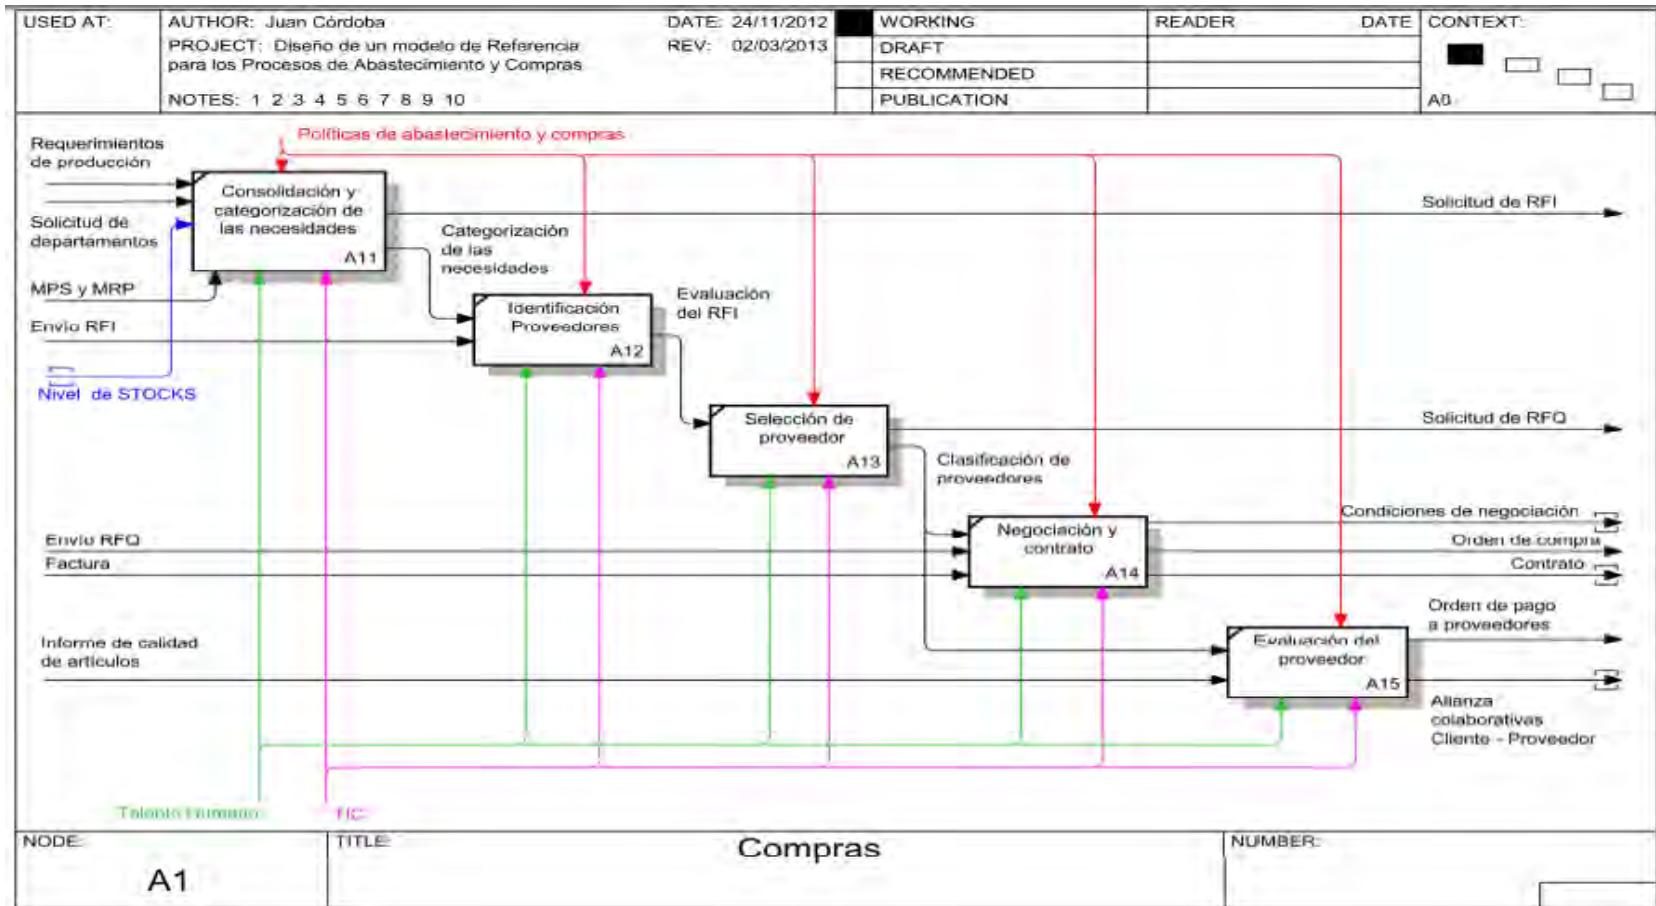 USED AT:
AUTHOR: Juan Córdoba
DATE: 24/11/2012
PROJECT: Diseño de un modelo de Referencia
para los Procesos de Abastecimiento y Compras
REV: 02/03/2013
NOTES: 1 2 3 4 5 6 7 8 9 10
WORKING
DRAFT
RECOMMENDED
PUBLICATION
READER
DATE
CONTEXT:
A0
Políticas de abastecimiento y compras
Requerimientos
de producción
Solicitud de
departamentos
MPS y MRP
Envío RFI
Nivel de STOCKS
Consolidación y
categorización de
las necesidades
A11
Solicitud de RFI
Categorización
de las
necesidades
Identificación
Proveedores
A12
Evaluación
del RFI
Selección de
proveedor
A13
Solicitud de RFQ
Clasificación de
proveedores
Envío RFQ
Factura
Negociación y
contrato
A14
Condiciones de negociación
Orden de compra
Contrato
Informe de calidad
de artículos
Evaluación del
proveedor
A15
Orden de pago
a proveedores
Alianza
colaborativas
Cliente - Proveedor
Talento Humano
TIC
NODE:
A1
TITLE:
Compras
NUMBER: